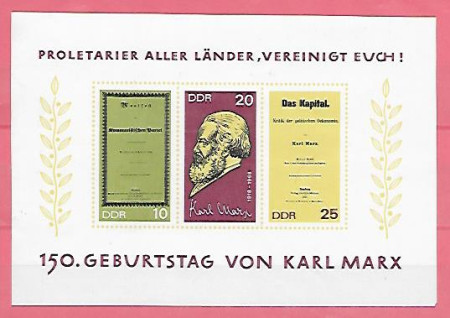 PROLETARIER ALLER LÄNDER, VEREINIGT EUCH!
Manifest
Kommunistischen Partei
DDR 10
DDR 20
1818-1968
Karl Marx
Das Kapital.
Kritik der politischen Oekonomie.
Karl Marx.
DDR 25
150. GEBURTSTAG VON KARL MARX